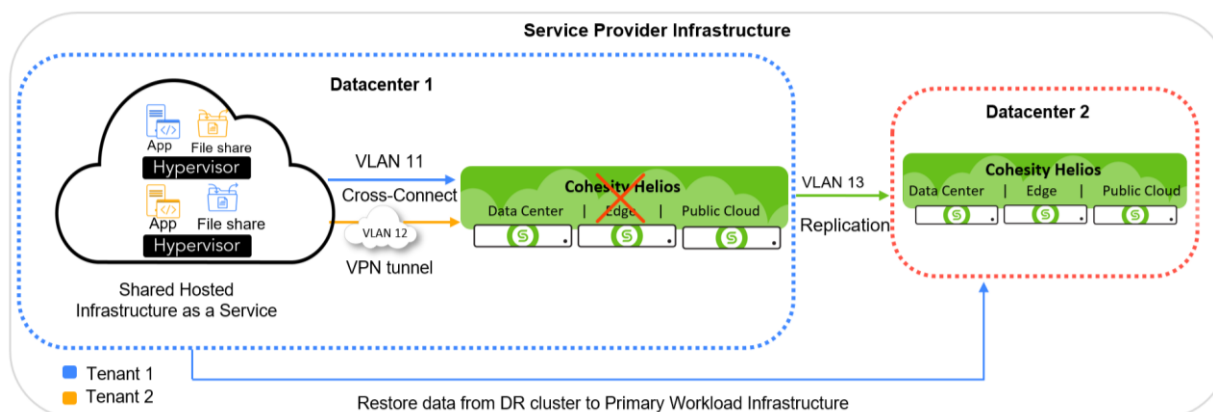 Service Provider Infrastructure
Datacenter 1
App
File share
Hypervisor
App
File share
Hypervisor
Shared Hosted
Infrastructure as a Service
VLAN 11
Cross-Connect
VLAN 12
VPN tunnel
Cohesity Helios
Data Center | Edge | Public Cloud
VLAN 13
Replication
Datacenter 2
Cohesity Helios
Data Center | Edge | Public Cloud
Tenant 1
Tenant 2
Restore data from DR cluster to Primary Workload Infrastructure